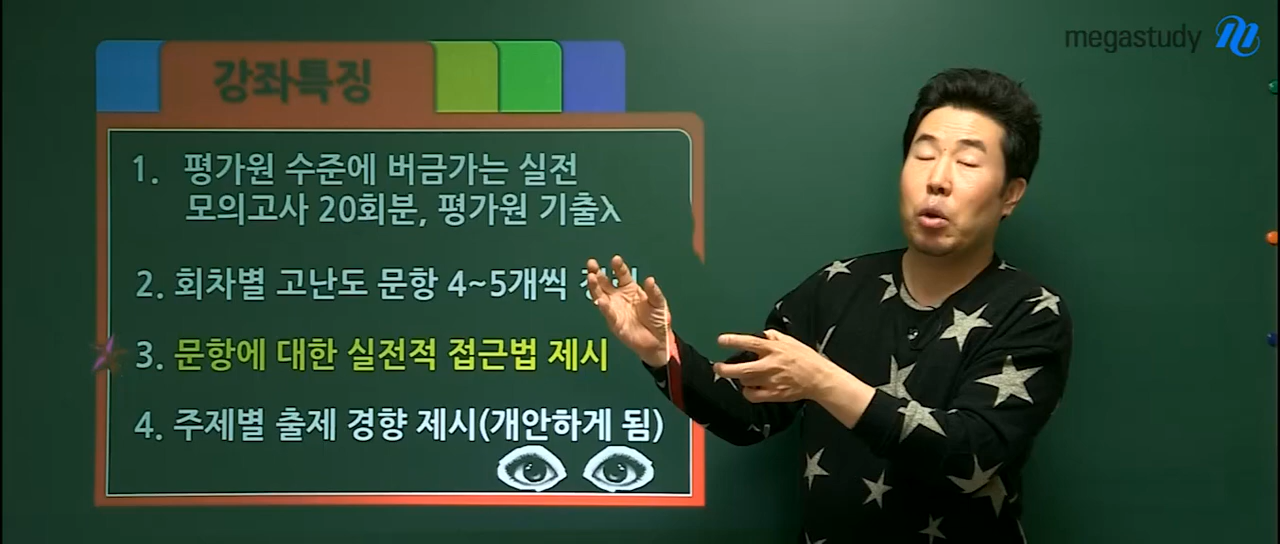 megastudy
강좌특징
1. 평가원 수준에 버금가는 실전
모의고사 20회분, 평가원 기출X
2. 회차별 고난도 문항 4~5개씩
3. 문항에 대한 실전적 접근법 제시
4. 주제별 출제 경향 제시(개안하게 됨)